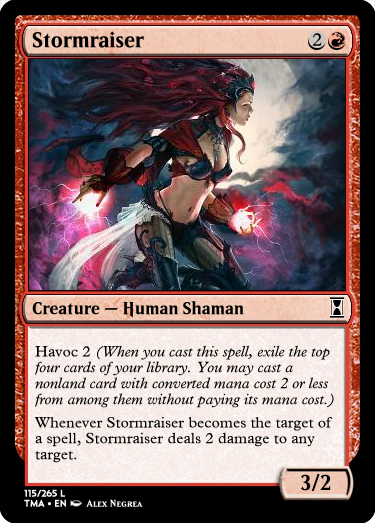 Stormraiser 2
Creature — Human Shaman
Havoc 2 (When you cast this spell, exile the top
four cards of your library. You may cast a
nonland card with converted mana cost 2 or less
from among them without paying its mana cost.)
Whenever Stormraiser becomes the target of
a spell, Stormraiser deals 2 damage to any
target.
3/2
115/265 L
TMA • EN Alex Negrea